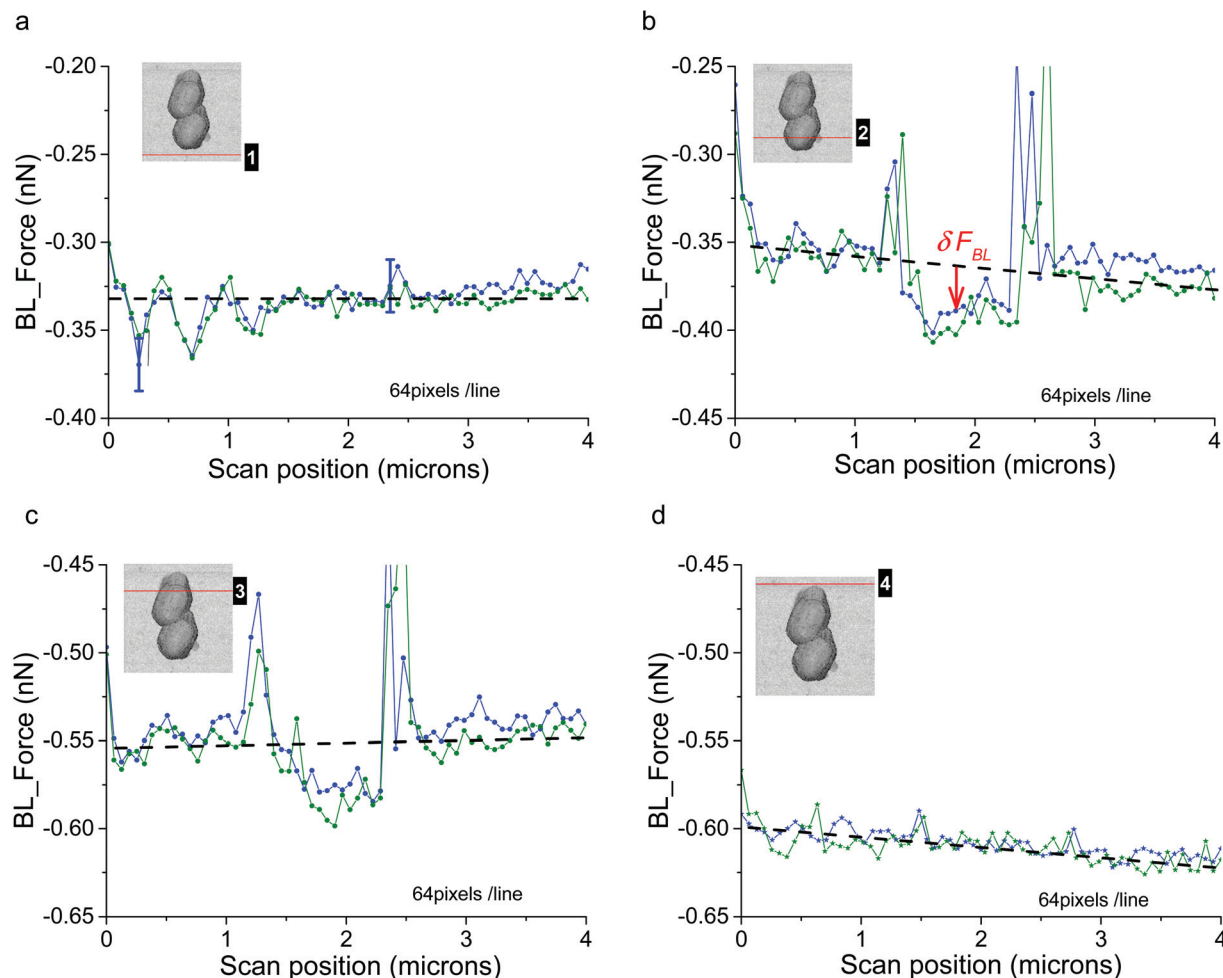 a
BL_Force (nN)
-0.20
-0.25
-0.30
-0.35
-0.40
1
64pixels /line
0 1 2 3 4
Scan position (microns)
b
BL_Force (nN)
-0.25
-0.30
-0.35
-0.40
-0.45
2
δF_BL
64pixels /line
0 1 2 3 4
Scan position (microns)
c
BL_Force (nN)
-0.45
-0.50
-0.55
-0.60
-0.65
3
64pixels /line
0 1 2 3 4
Scan position (microns)
d
BL_Force (nN)
-0.45
-0.50
-0.55
-0.60
-0.65
4
64pixels /line
0 1 2 3 4
Scan position (microns)